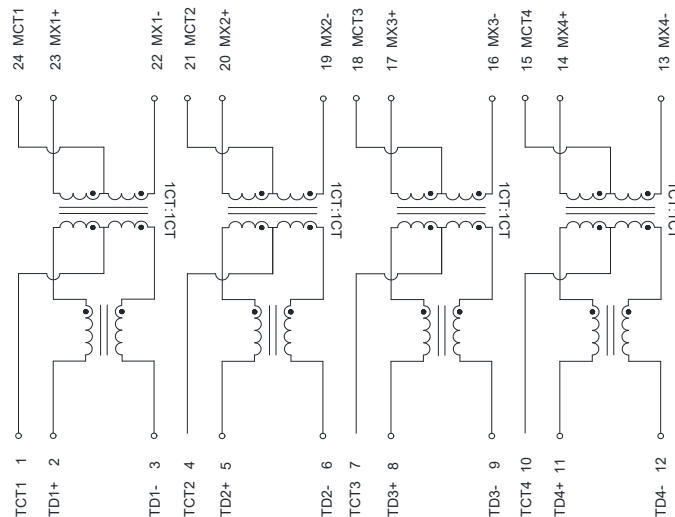 24 MCT1
23 MX1+
22 MX1-
21 MCT2
20 MX2+
19 MX2-
18 MCT3
17 MX3+
16 MX3-
15 MCT4
14 MX4+
13 MX4-
1CT:1CT
1CT:1CT
1CT:1CT
1CT:1CT
TCT1 1
TD1+ 2
TD1- 3
TCT2 4
TD2+ 5
TD2- 6
TCT3 7
TD3+ 8
TD3- 9
TCT4 10
TD4+ 11
TD4- 12